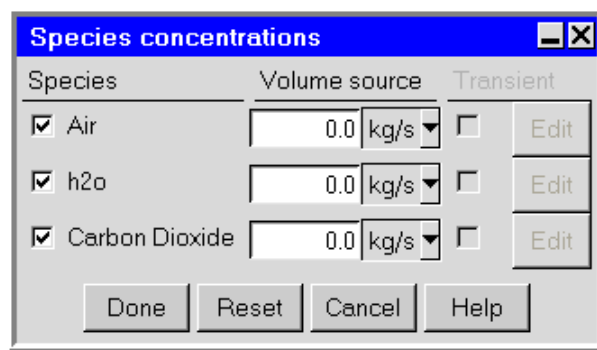 Species concentrations
Species Volume source Transient
Air 0.0 kg/s Edit
h2o 0.0 kg/s Edit
Carbon Dioxide 0.0 kg/s Edit
Done Reset Cancel Help